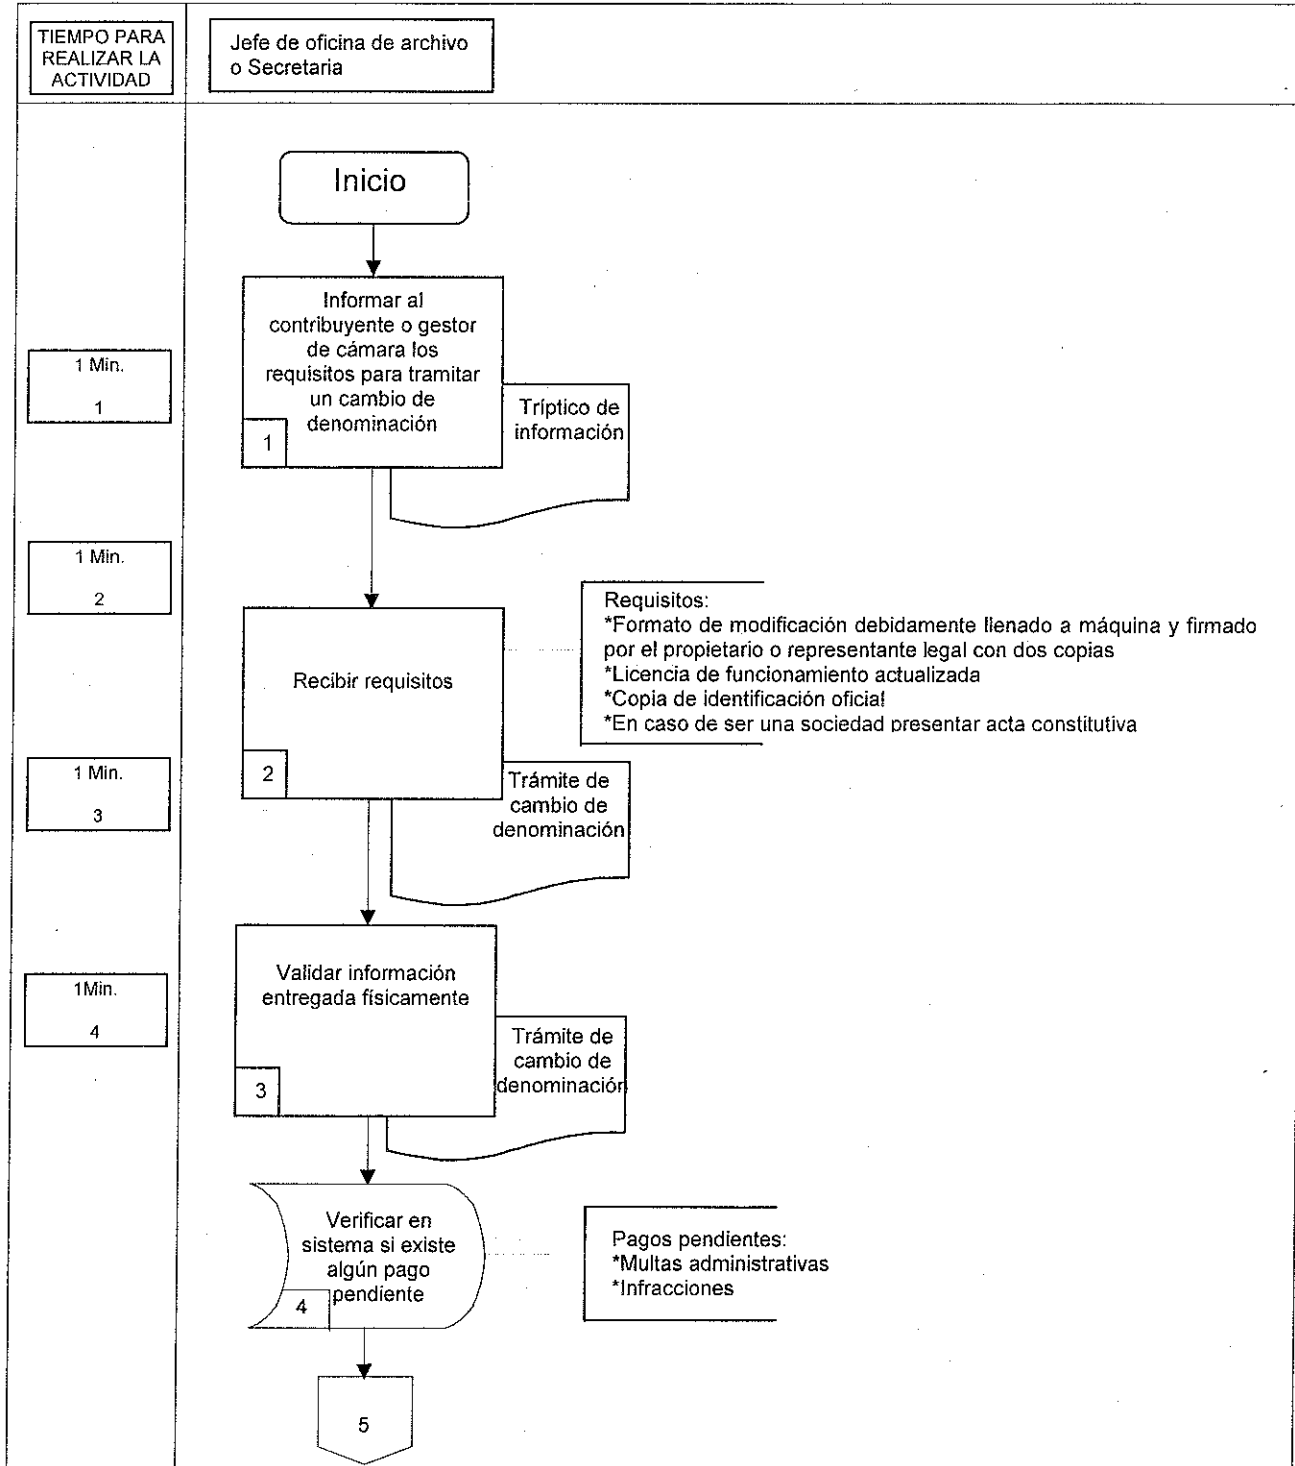 TIEMPO PARA
REALIZAR LA
ACTIVIDAD
Jefe de oficina de archivo
o Secretaria
Inicio
Informar al
contribuyente o gestor
de cámara los
requisitos para tramitar
un cambio de
denominación
1
Tríptico de
información
1 Min.
1
1 Min.
2
Recibir requisitos
2
Requisitos:
*Formato de modificación debidamente llenado a máquina y firmado
por el propietario o representante legal con dos copias
*Licencia de funcionamiento actualizada
*Copia de identificación oficial
*En caso de ser una sociedad presentar acta constitutiva
Trámite de
cambio de
denominación
1 Min.
3
Validar información
entregada físicamente
3
Trámite de
cambio de
denominación
1Min.
4
Verificar en
sistema si existe
algún pago
pendiente
4
Pagos pendientes:
*Multas administrativas
*Infracciones
5